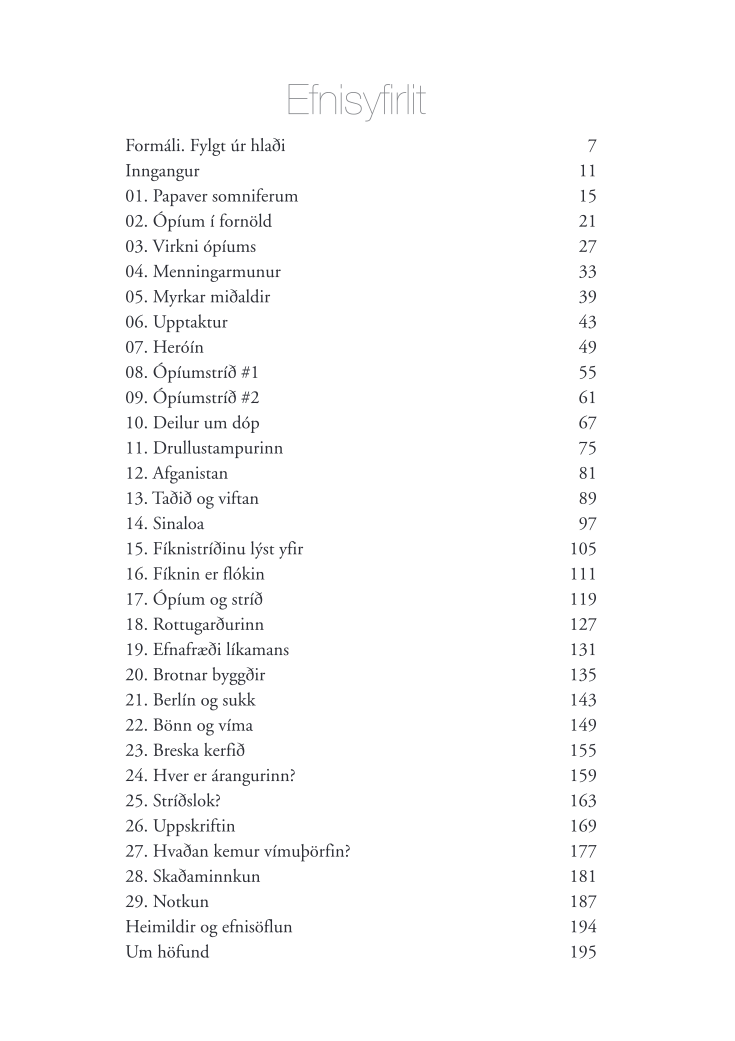 Efnisyfirlit
Formáli. Fylgt úr hlaði 7
Inngangur 11
01. Papaver somniferum 15
02. Ópíum í fornöld 21
03. Virkni ópíums 27
04. Menningarmunur 33
05. Myrkar miðaldir 39
06. Upptaktur 43
07. Heróín 49
08. Ópíumstríð #1 55
09. Ópíumstríð #2 61
10. Deilur um dóp 67
11. Drullustampurinn 75
12. Afganistan 81
13. Taðið og viftan 89
14. Sinaloa 97
15. Fíknistríðinu lýst yfir 105
16. Fíknin er flókin 111
17. Ópíum og stríð 119
18. Rottugarðurinn 127
19. Efnafræði líkamans 131
20. Brotnar byggðir 135
21. Berlín og sukk 143
22. Bönn og víma 149
23. Breska kerfið 155
24. Hver er árangurinn? 159
25. Stríðslok? 163
26. Uppskriftin 169
27. Hvaðan kemur vímuþörfin? 177
28. Skaðaminnkun 181
29. Notkun 187
Heimildir og efnisöflun 194
Um höfund 195